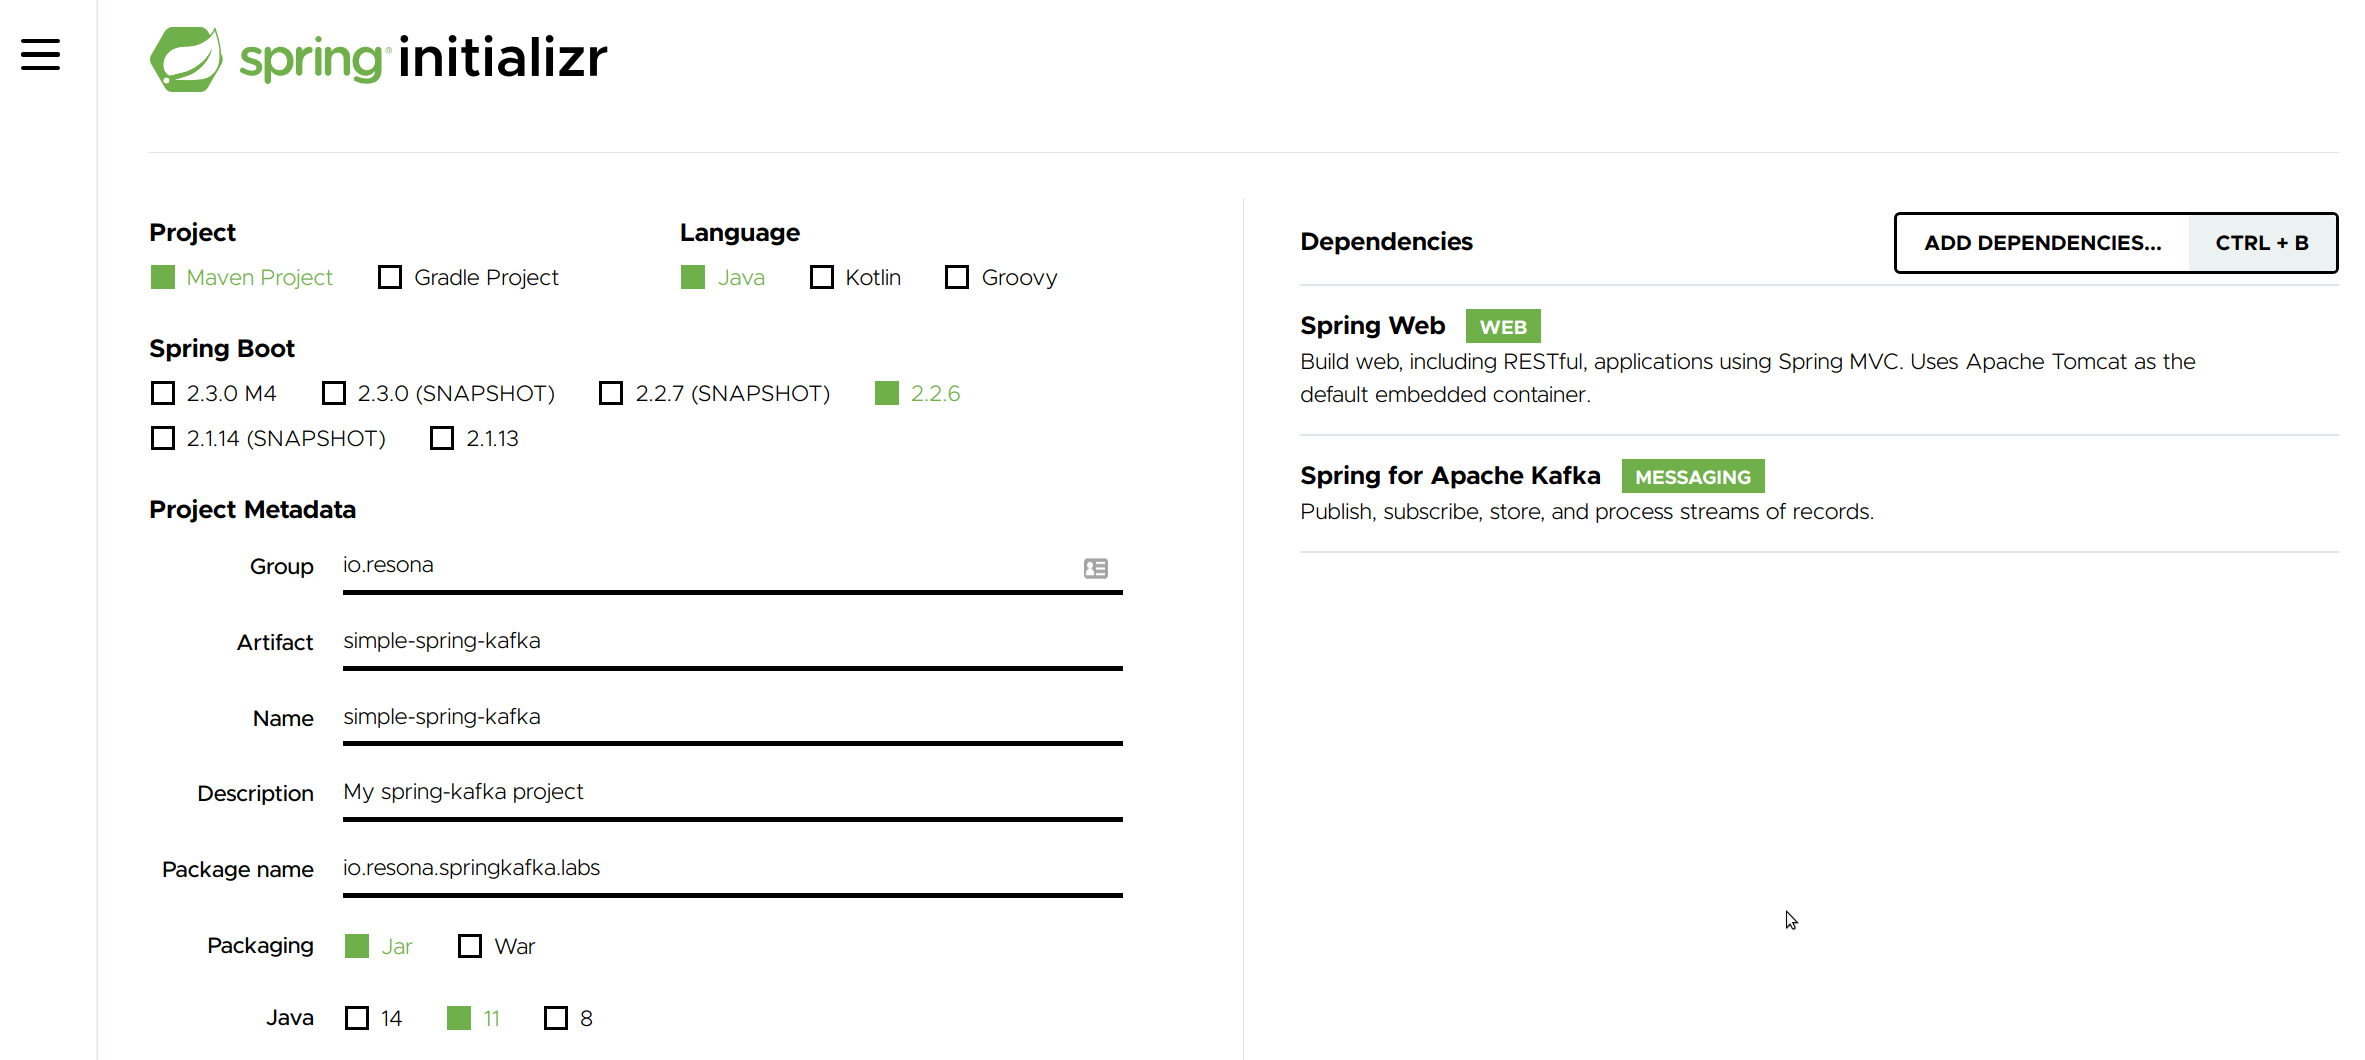 spring initializr
Project
Maven Project Gradle Project
Language
Java Kotlin Groovy
Spring Boot
2.3.0 M4 2.3.0 (SNAPSHOT) 2.2.7 (SNAPSHOT) 2.2.6
2.1.14 (SNAPSHOT) 2.1.13
Project Metadata
Group io.resona
Artifact simple-spring-kafka
Name simple-spring-kafka
Description My spring-kafka project
Package name io.resona.springkafka.labs
Packaging Jar War
Java 14 11 8
Dependencies ADD DEPENDENCIES... CTRL + B
Spring Web WEB
Build web, including RESTful, applications using Spring MVC. Uses Apache Tomcat as the
default embedded container.
Spring for Apache Kafka MESSAGING
Publish, subscribe, store, and process streams of records.